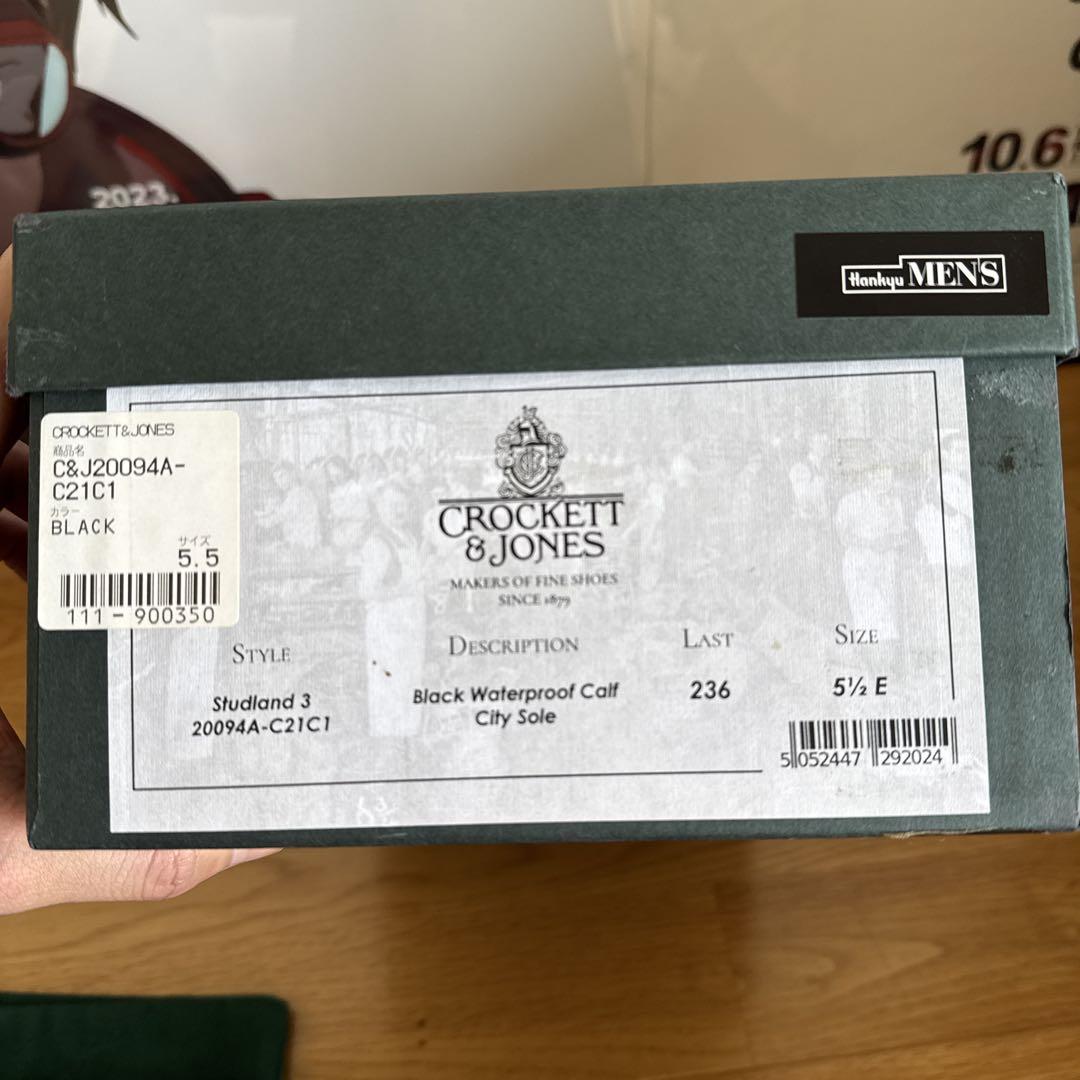 2023.
10.6
Hankyu MEN'S
CROCKETT&JONES
商品名
C&J20094A-
C21C1
カラー
BLACK
サイズ
5.5
111-900350
CROCKETT
& JONES
MAKERS OF FINE SHOES
SINCE 1879
STYLE DESCRIPTION LAST SIZE
Studland 3 Black Waterproof Calf 236 5½ E
20094A-C21C1 City Sole
5 052447 292024